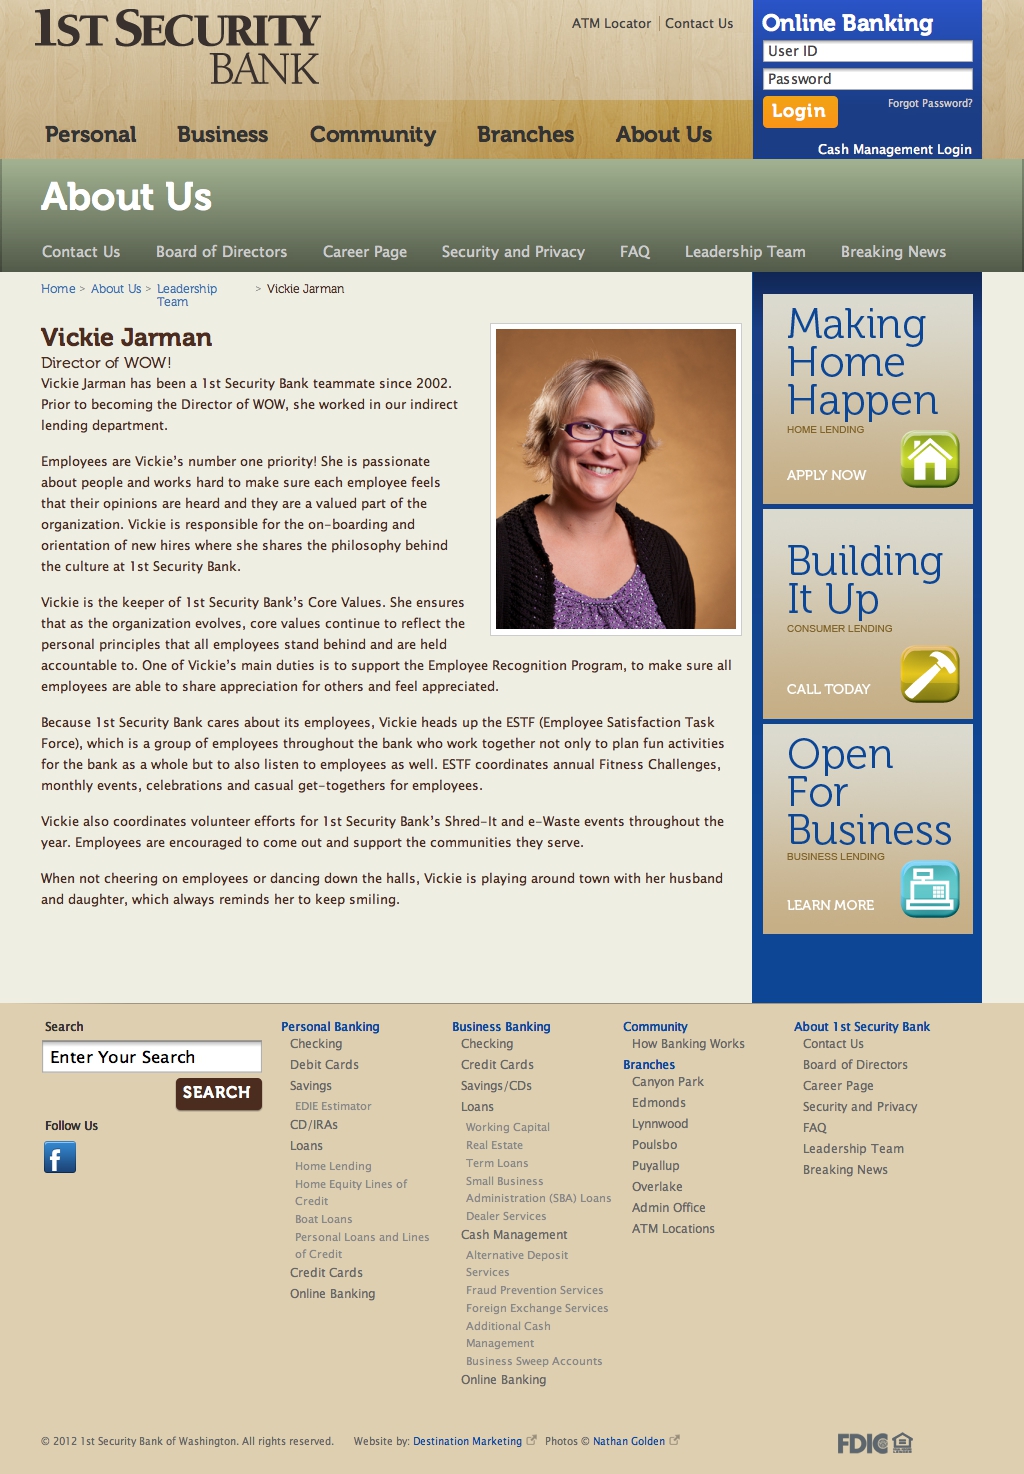 1ST SECURITY
BANK
ATM Locator | Contact Us
Online Banking
User ID
Password
Login
Forgot Password?
Cash Management Login
Personal Business Community Branches About Us
About Us
Contact Us Board of Directors Career Page Security and Privacy FAQ Leadership Team Breaking News
Home > About Us > Leadership > Vickie Jarman
Team
Vickie Jarman
Director of WOW!
Vickie Jarman has been a 1st Security Bank teammate since 2002.
Prior to becoming the Director of WOW, she worked in our indirect
lending department.
Employees are Vickie's number one priority! She is passionate
about people and works hard to make sure each employee feels
that their opinions are heard and they are a valued part of the
organization. Vickie is responsible for the on-boarding and
orientation of new hires where she shares the philosophy behind
the culture at 1st Security Bank.
Vickie is the keeper of 1st Security Bank's Core Values. She ensures
that as the organization evolves, core values continue to reflect the
personal principles that all employees stand behind and are held
accountable to. One of Vickie's main duties is to support the Employee Recognition Program, to make sure all
employees are able to share appreciation for others and feel appreciated.
Because 1st Security Bank cares about its employees, Vickie heads up the ESTF (Employee Satisfaction Task
Force), which is a group of employees throughout the bank who work together not only to plan fun activities
for the bank as a whole but to also listen to employees as well. ESTF coordinates annual Fitness Challenges,
monthly events, celebrations and casual get-togethers for employees.
Vickie also coordinates volunteer efforts for 1st Security Bank's Shred-It and e-Waste events throughout the
year. Employees are encouraged to come out and support the communities they serve.
When not cheering on employees or dancing down the halls, Vickie is playing around town with her husband
and daughter, which always reminds her to keep smiling.
Making
Home
Happen
HOME LENDING
APPLY NOW
Building
It Up
CONSUMER LENDING
CALL TODAY
Open
For
Business
BUSINESS LENDING
LEARN MORE
Search
Enter Your Search
SEARCH
Follow Us
f
Personal Banking
Checking
Debit Cards
Savings
EDIE Estimator
CD/IRAs
Loans
Home Lending
Home Equity Lines of
Credit
Boat Loans
Personal Loans and Lines
of Credit
Credit Cards
Online Banking
Business Banking
Checking
Credit Cards
Savings/CDs
Loans
Working Capital
Real Estate
Term Loans
Small Business
Administration (SBA) Loans
Dealer Services
Cash Management
Alternative Deposit
Services
Fraud Prevention Services
Foreign Exchange Services
Additional Cash
Management
Business Sweep Accounts
Online Banking
Community
How Banking Works
Branches
Canyon Park
Edmonds
Lynnwood
Poulsbo
Puyallup
Overlake
Admin Office
ATM Locations
About 1st Security Bank
Contact Us
Board of Directors
Career Page
Security and Privacy
FAQ
Leadership Team
Breaking News
© 2012 1st Security Bank of Washington. All rights reserved. Website by: Destination Marketing Photos © Nathan Golden
FDIC